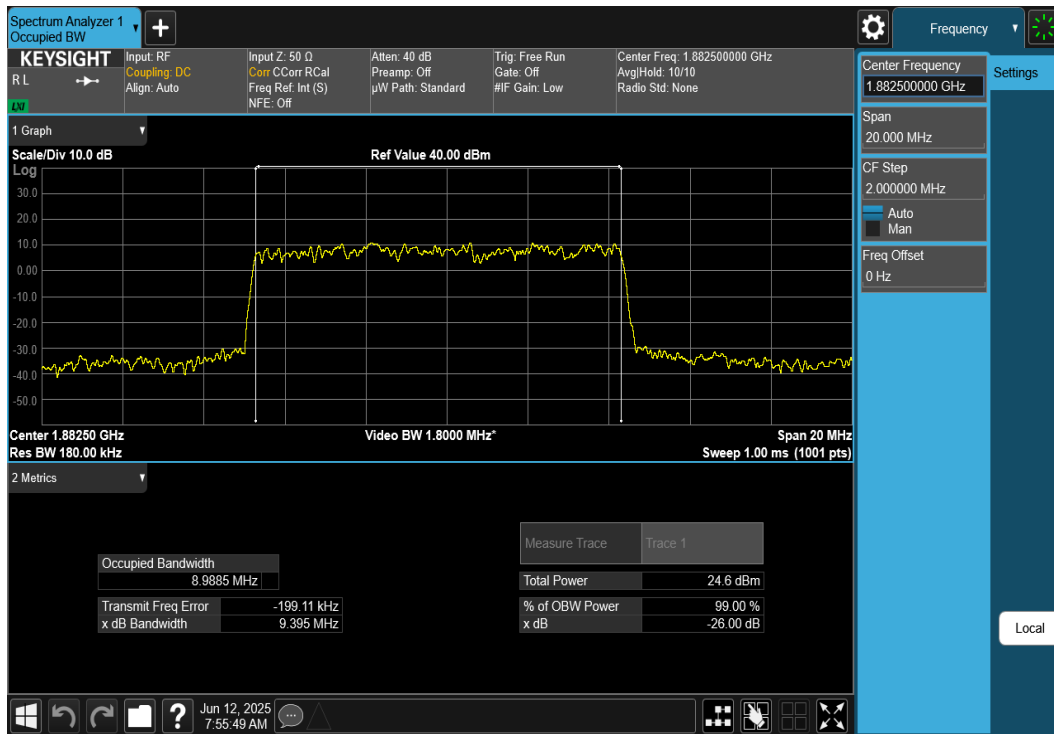 Spectrum Analyzer 1
Occupied BW
Frequency
KEYSIGHT
R L
LXI
Input: RF
Coupling: DC
Align: Auto
Input Z: 50 Ω
Corr CCorr RCal
Freq Ref: Int (S)
NFE: Off
Atten: 40 dB
Preamp: Off
µW Path: Standard
Trig: Free Run
Gate: Off
#IF Gain: Low
Center Freq: 1.882500000 GHz
Avg|Hold: 10/10
Radio Std: None
Center Frequency
1.882500000 GHz
Settings
Span
20.000 MHz
CF Step
2.000000 MHz
Auto
Man
Freq Offset
0 Hz
Local
1 Graph
Scale/Div 10.0 dB
Ref Value 40.00 dBm
Log
30.0
20.0
10.0
0.00
-10.0
-20.0
-30.0
-40.0
-50.0
Center 1.88250 GHz
Video BW 1.8000 MHz*
Span 20 MHz
Res BW 180.00 kHz
Sweep 1.00 ms (1001 pts)
2 Metrics
Measure Trace
Trace 1
Occupied Bandwidth
8.9885 MHz
Total Power
24.6 dBm
Transmit Freq Error
-199.11 kHz
% of OBW Power
99.00 %
x dB Bandwidth
9.395 MHz
x dB
-26.00 dB
?
Jun 12, 2025
7:55:49 AM